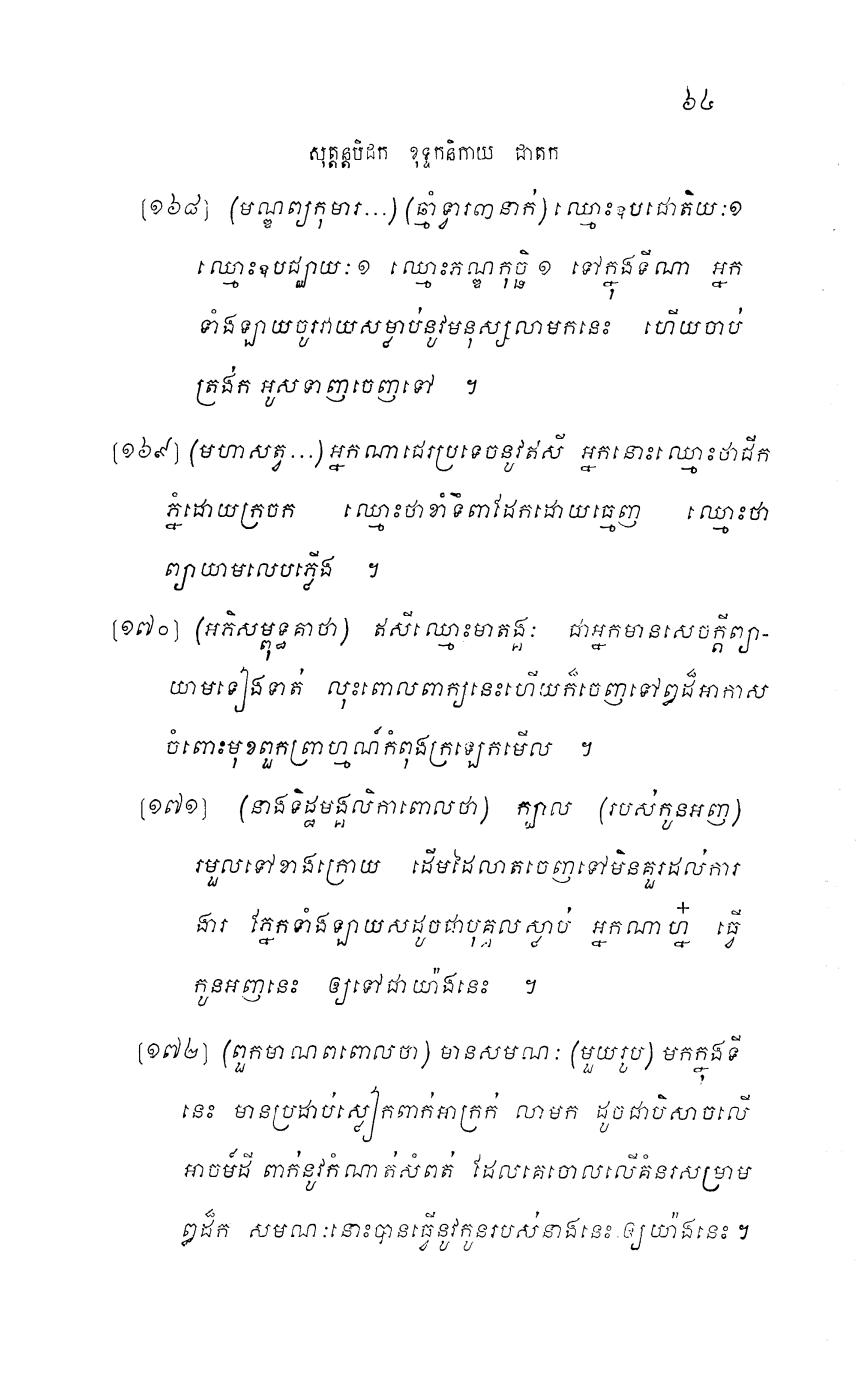 ៦៤
សុត្តន្តបិដក ខុទ្ទកនិកាយ ជាតក
[១៦៨] (មណ្ឌព្យកុមារ...) (ធ្មាំទ្វារ៣នាក់) ឈ្មោះឧបជោតិយៈ១
ឈ្មោះឧបជ្ឈាយៈ១ ឈ្មោះភណ្ឌកុច្ឆិ ១ ទៅក្នុងទីណា អ្នក
ទាំងឡាយចូរវាយសម្លាប់នូវមនុស្សលាមកនេះ ហើយចាប់
ត្រង់ក អូសទាញចេញទៅ ។
[១៦៩] (មហាសត្វ...) អ្នកណាជេរប្រទេចនូវឥសី អ្នកនោះឈ្មោះថាជីក
ភ្នំដោយក្រចក ឈ្មោះថាខាំទំពាដែកដោយធ្មេញ ឈ្មោះថា
ព្យាយាមលេបភ្លើង ។
[១៧០] (អភិសម្ពុទ្ធគាថា) ឥសីឈ្មោះមាតង្គៈ ជាអ្នកមានសេចក្តីព្យា-
យាមទៀងទាត់ លុះពោលពាក្យនេះហើយក៏ចេញទៅឰដ៏អាកាស
ចំពោះមុខពួកព្រាហ្មណ៍កំពុងក្រឡេកមើល ។
[១៧១] (នាងទិដ្ឋមង្គលិកាពោលថា) ក្បាល (របស់កូនអញ)
រមួលទៅខាងក្រោយ ដើមដៃលាតចេញទៅមិនគួរដល់ការ
ងារ ភ្នែកទាំងឡាយសដូចជាបុគ្គលស្លាប់ អ្នកណាហ្ន៎ ធ្វើ
កូនអញនេះ ឲ្យទៅជាយ៉ាងនេះ ។
[១៧២] (ពួកមាណពពោលថា) មានសមណៈ (មួយរូប) មកក្នុងទី
នេះ មានប្រដាប់ស្លៀកពាក់អាក្រក់ លាមក ដូចជាបិសាចលើ
អាចម៍ដី ពាក់នូវកំណាត់សំពត់ ដែលគេចោលលើគំនរសម្រាម
ឰដ៏ក សមណៈនោះបានធ្វើនូវកូនរបស់នាងនេះ ឲ្យយ៉ាងនេះ ។